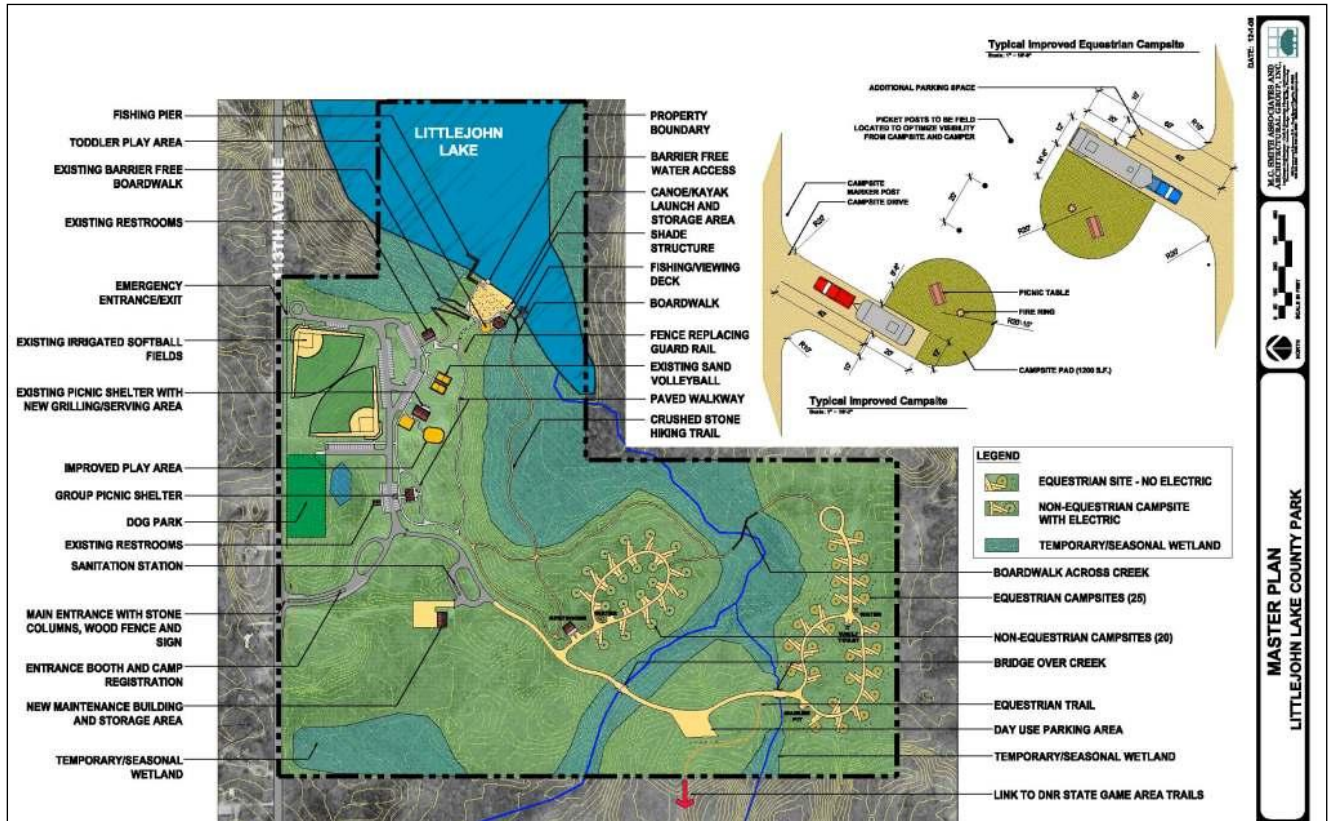 FISHING PIER
TODDLER PLAY AREA
EXISTING BARRIER FREE
BOARDWALK
EXISTING RESTROOMS
EMERGENCY
ENTRANCE/EXIT
EXISTING IRRIGATED SOFTBALL
FIELDS
EXISTING PICNIC SHELTER WITH
NEW GRILLING/SERVING AREA
IMPROVED PLAY AREA
GROUP PICNIC SHELTER
DOG PARK
EXISTING RESTROOMS
SANITATION STATION
MAIN ENTRANCE WITH STONE
COLUMNS, WOOD FENCE AND
SIGN
ENTRANCE BOOTH AND CAMP
REGISTRATION
NEW MAINTENANCE BUILDING
AND STORAGE AREA
TEMPORARY/SEASONAL
WETLAND
113TH AVENUE
LITTLEJOHN
LAKE
PROPERTY
BOUNDARY
BARRIER FREE
WATER ACCESS
CANOE/KAYAK
LAUNCH AND
STORAGE AREA
SHADE
STRUCTURE
FISHING/VIEWING
DECK
BOARDWALK
FENCE REPLACING
GUARD RAIL
EXISTING SAND
VOLLEYBALL
PAVED WALKWAY
CRUSHED STONE
HIKING TRAIL
RESTROOMS
WATER
Typical Improved Equestrian Campsite
ADDITIONAL PARKING SPACE
PICKET POSTS TO BE FIELD
LOCATED TO OPTIMIZE VISIBILITY
FROM CAMPSITE AND CAMPER
CAMPSITE
MARKER POST
CAMPSITE DRIVE
PICNIC TABLE
FIRE RING
CAMPSITE PAD (1200 S.F.)
Typical Improved Campsite
LEGEND
EQUESTRIAN SITE - NO ELECTRIC
NON-EQUESTRIAN CAMPSITE
WITH ELECTRIC
TEMPORARY/SEASONAL WETLAND
BOARDWALK ACROSS CREEK
EQUESTRIAN CAMPSITES (25)
NON-EQUESTRIAN CAMPSITES (20)
BRIDGE OVER CREEK
EQUESTRIAN TRAIL
DAY USE PARKING AREA
TEMPORARY/SEASONAL WETLAND
LINK TO DNR STATE GAME AREA TRAILS
DATE: 12-1-08
M.C. SMITH ASSOCIATES AND
ARCHITECTURAL GROUP, INC.
SCALE IN FEET
NORTH
MASTER PLAN
LITTLEJOHN LAKE COUNTY PARK